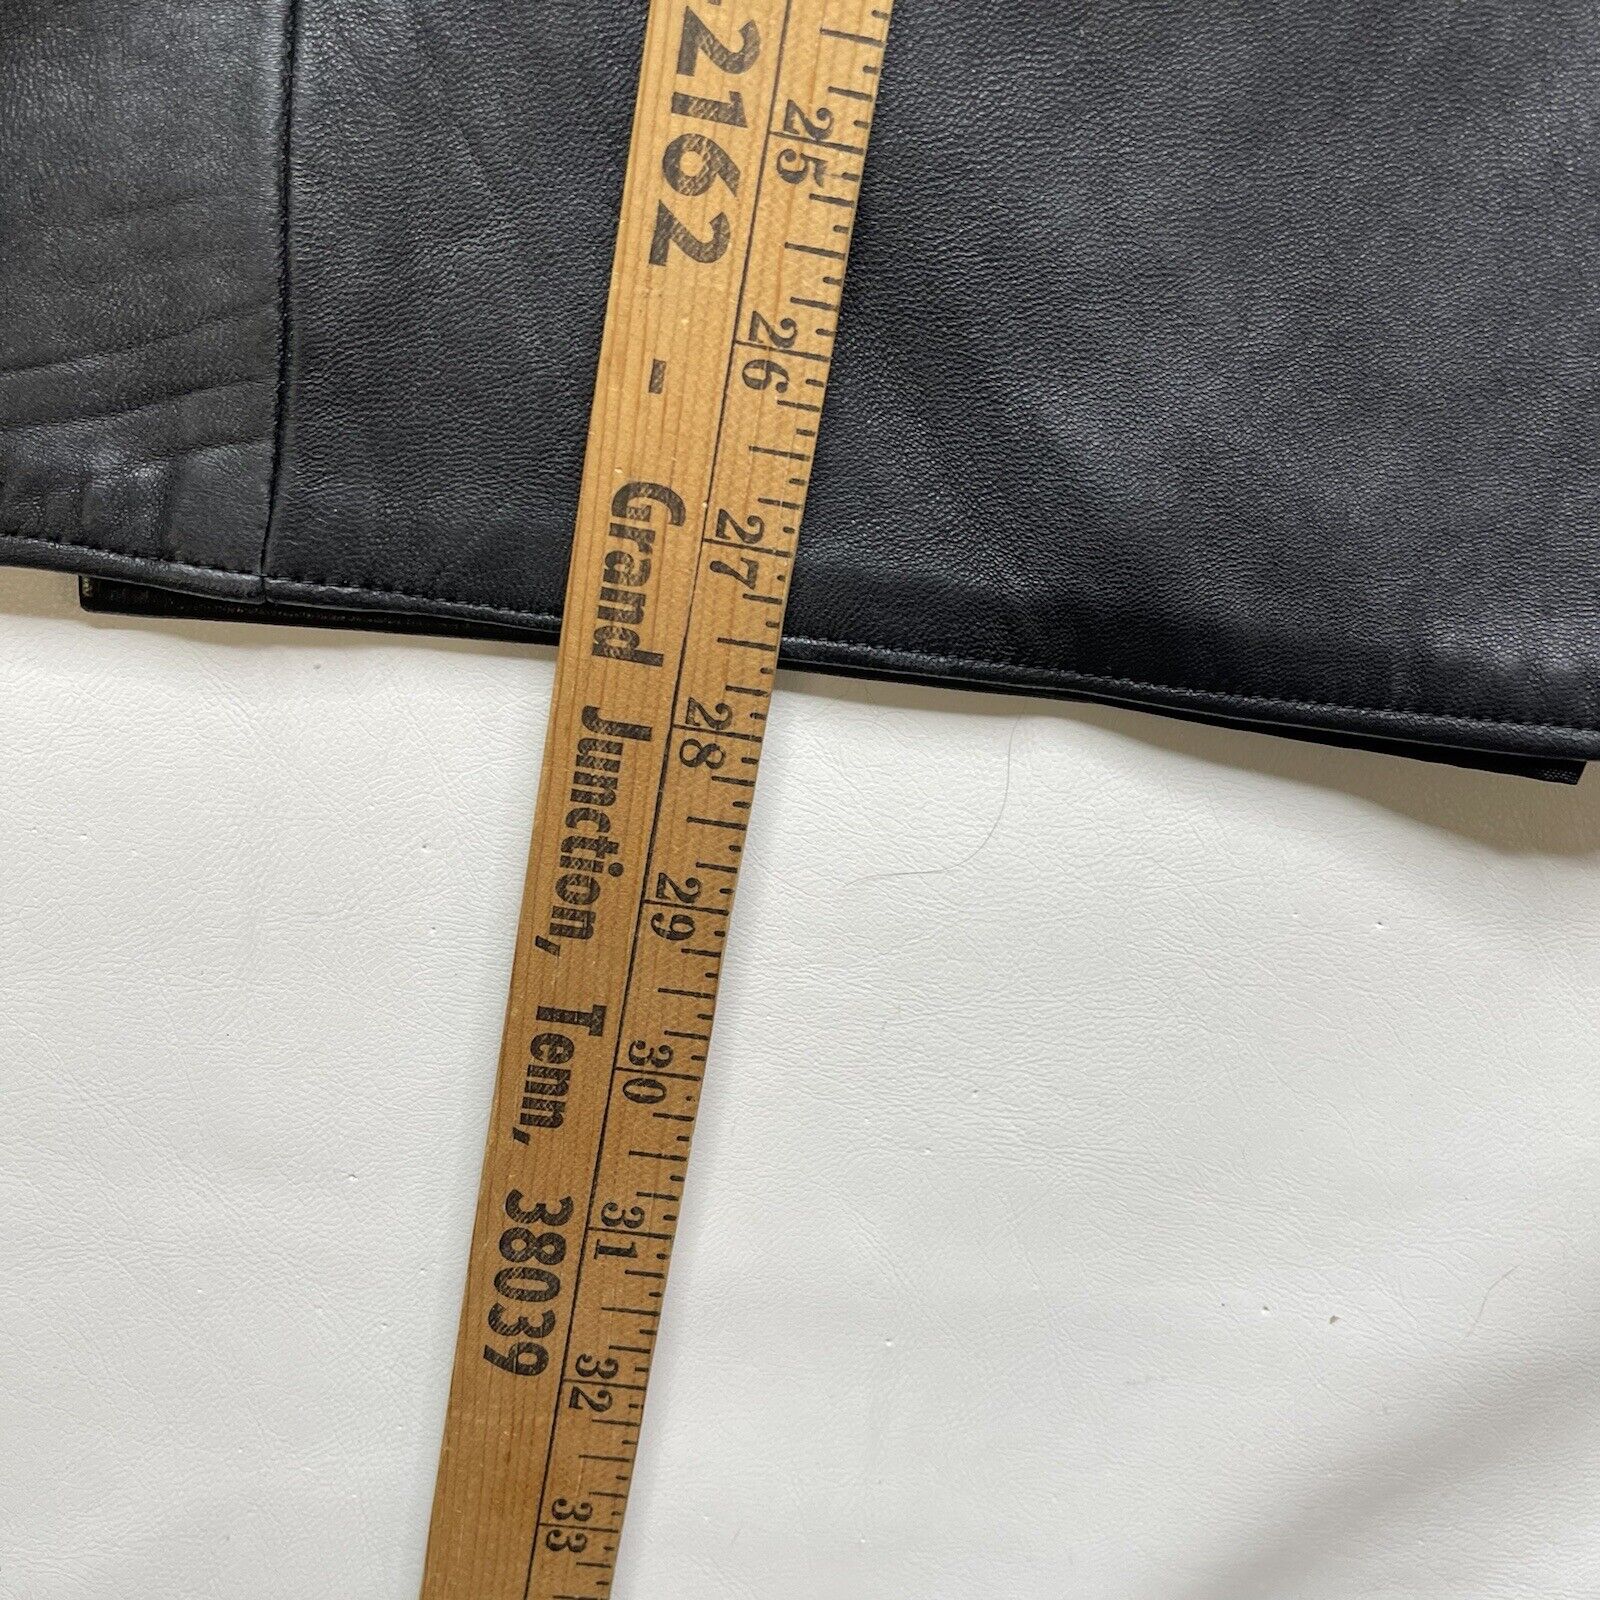 -2162 - Grand Junction, Tenn, 38039
25 26 27 28 29 30 31 32 33